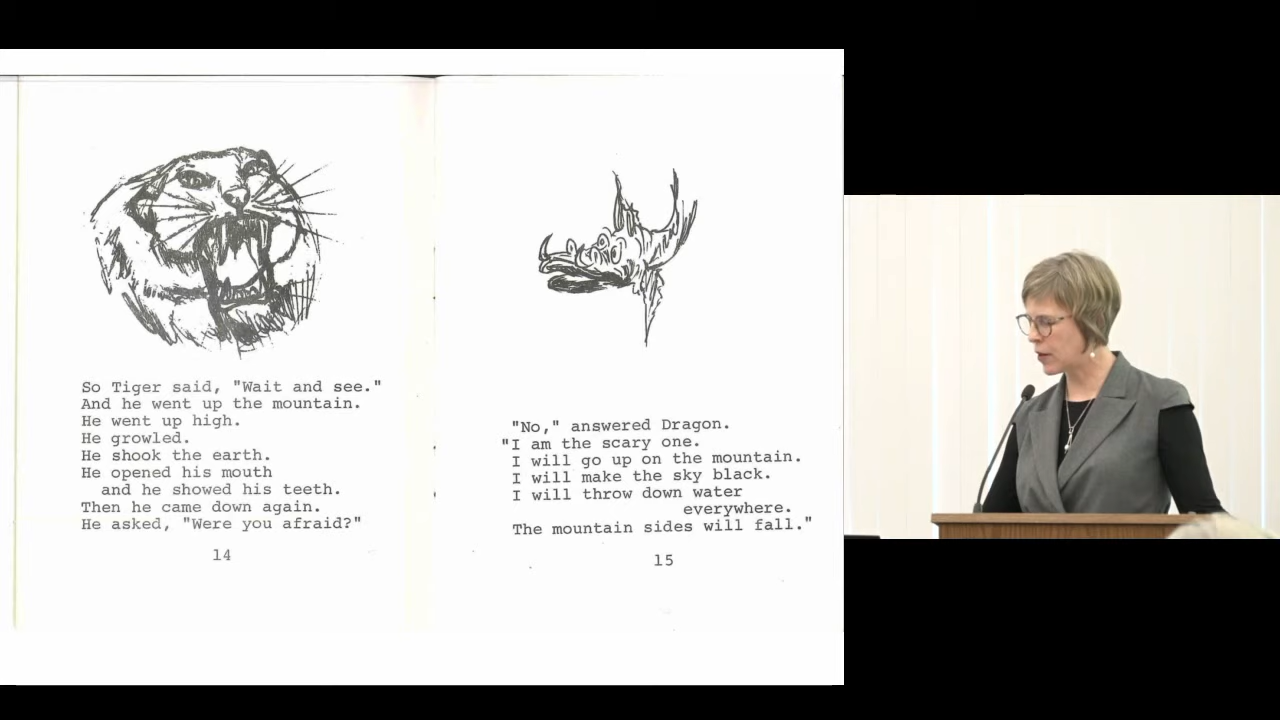 So Tiger said, "Wait and see."
And he went up the mountain.
He went up high.
He growled.
He shook the earth.
He opened his mouth
and he showed his teeth.
Then he came down again.
He asked, "Were you afraid?"
14
"No," answered Dragon.
"I am the scary one.
I will go up on the mountain.
I will make the sky black.
I will throw down water
everywhere.
The mountain sides will fall."
15